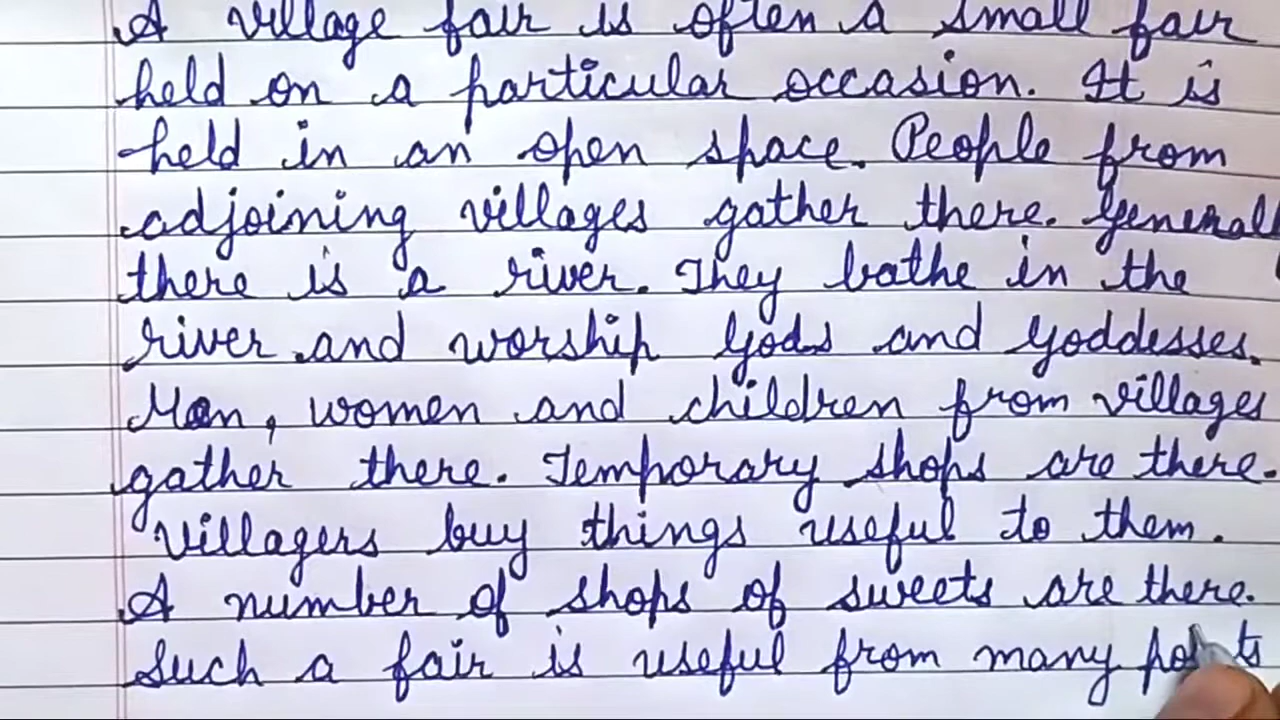 A village fair is often a small fair
held on a particular occasion. It is
held in an open space. People from
adjoining villages gather there. Generall
there is a river. They bathe in the
river and worship Gods and Goddesses.
Men, women and children from villages
gather there. Temporary shops are there.
Villagers buy things useful to them.
A number of shops of sweets are there.
Such a fair is useful from many